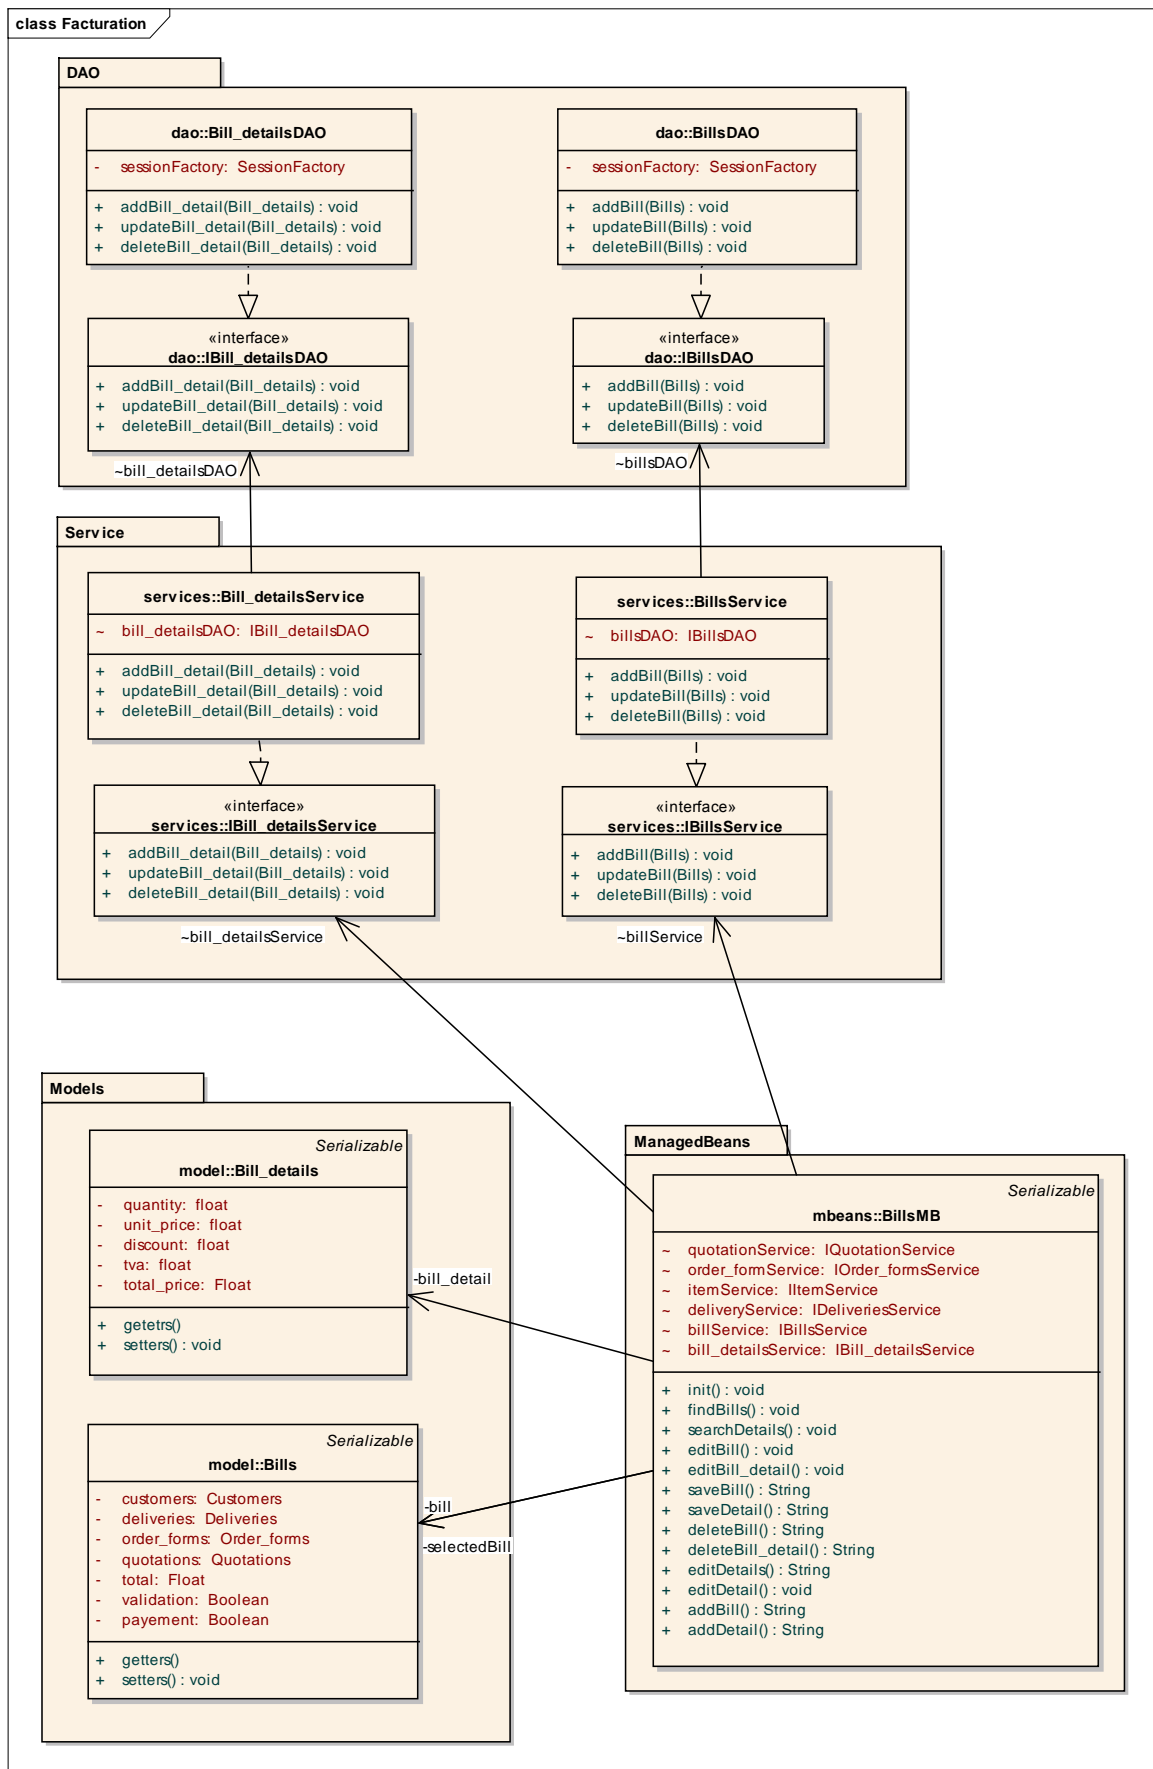 class Facturation
DAO
dao::Bill_detailsDAO
- sessionFactory: SessionFactory
+ addBill_detail(Bill_details) : void
+ updateBill_detail(Bill_details) : void
+ deleteBill_detail(Bill_details) : void
dao::BillsDAO
- sessionFactory: SessionFactory
+ addBill(Bills) : void
+ updateBill(Bills) : void
+ deleteBill(Bills) : void
«interface»
dao::IBill_detailsDAO
+ addBill_detail(Bill_details) : void
+ updateBill_detail(Bill_details) : void
+ deleteBill_detail(Bill_details) : void
«interface»
dao::IBillsDAO
+ addBill(Bills) : void
+ updateBill(Bills) : void
+ deleteBill(Bills) : void
~bill_detailsDAO
~billsDAO
Service
services::Bill_detailsService
~ bill_detailsDAO: IBill_detailsDAO
+ addBill_detail(Bill_details) : void
+ updateBill_detail(Bill_details) : void
+ deleteBill_detail(Bill_details) : void
services::BillsService
~ billsDAO: IBillsDAO
+ addBill(Bills) : void
+ updateBill(Bills) : void
+ deleteBill(Bills) : void
«interface»
services::IBill_detailsService
+ addBill_detail(Bill_details) : void
+ updateBill_detail(Bill_details) : void
+ deleteBill_detail(Bill_details) : void
«interface»
services::IBillsService
+ addBill(Bills) : void
+ updateBill(Bills) : void
+ deleteBill(Bills) : void
~bill_detailsService
~billService
Models
Serializable
model::Bill_details
- quantity: float
- unit_price: float
- discount: float
- tva: float
- total_price: Float
+ getetrs()
+ setters() : void
-bill_detail
Serializable
model::Bills
- customers: Customers
- deliveries: Deliveries
- order_forms: Order_forms
- quotations: Quotations
- total: Float
- validation: Boolean
- payement: Boolean
+ getters()
+ setters() : void
-bill
-selectedBill
ManagedBeans
Serializable
mbeans::BillsMB
~ quotationService: IQuotationService
~ order_formService: IOrder_formsService
~ itemService: IItemService
~ deliveryService: IDeliveriesService
~ billService: IBillsService
~ bill_detailsService: IBill_detailsService
+ init() : void
+ findBills() : void
+ searchDetails() : void
+ editBill() : void
+ editBill_detail() : void
+ saveBill() : String
+ saveDetail() : String
+ deleteBill() : String
+ deleteBill_detail() : String
+ editDetails() : String
+ editDetail() : void
+ addBill() : String
+ addDetail() : String